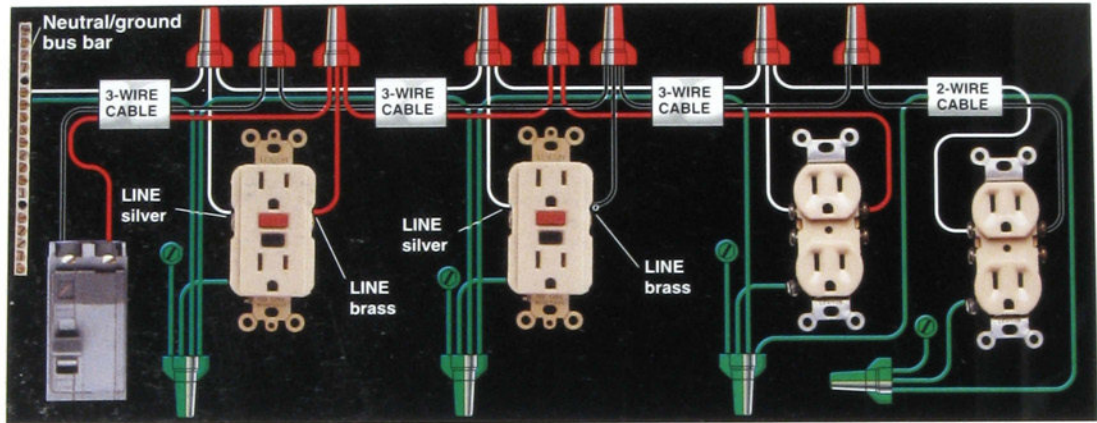 Neutral/ground
bus bar
3-WIRE
CABLE
3-WIRE
CABLE
3-WIRE
CABLE
2-WIRE
CABLE
LINE
silver
LINE
brass
LINE
silver
LINE
brass